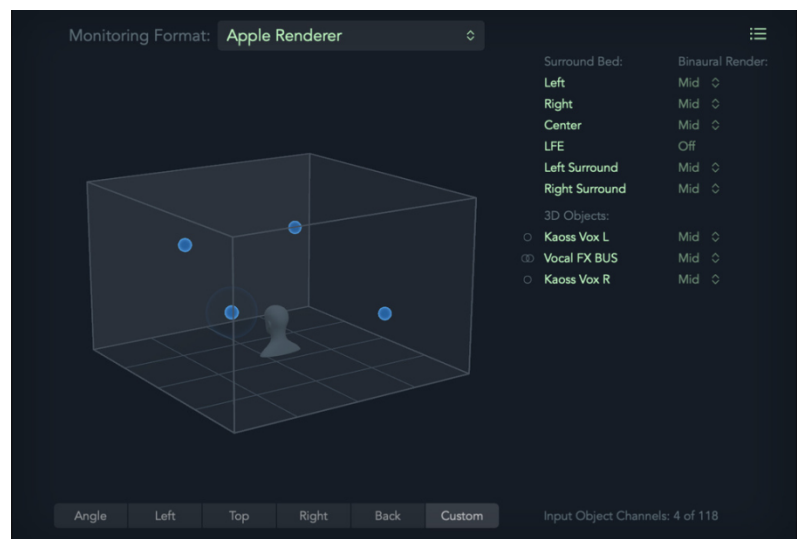 Monitoring Format: Apple Renderer
Surround Bed: Binaural Render:
Left Mid
Right Mid
Center Mid
LFE Off
Left Surround Mid
Right Surround Mid
3D Objects:
Kaoss Vox L Mid
Vocal FX BUS Mid
Kaoss Vox R Mid
Angle Left Top Right Back Custom
Input Object Channels: 4 of 118